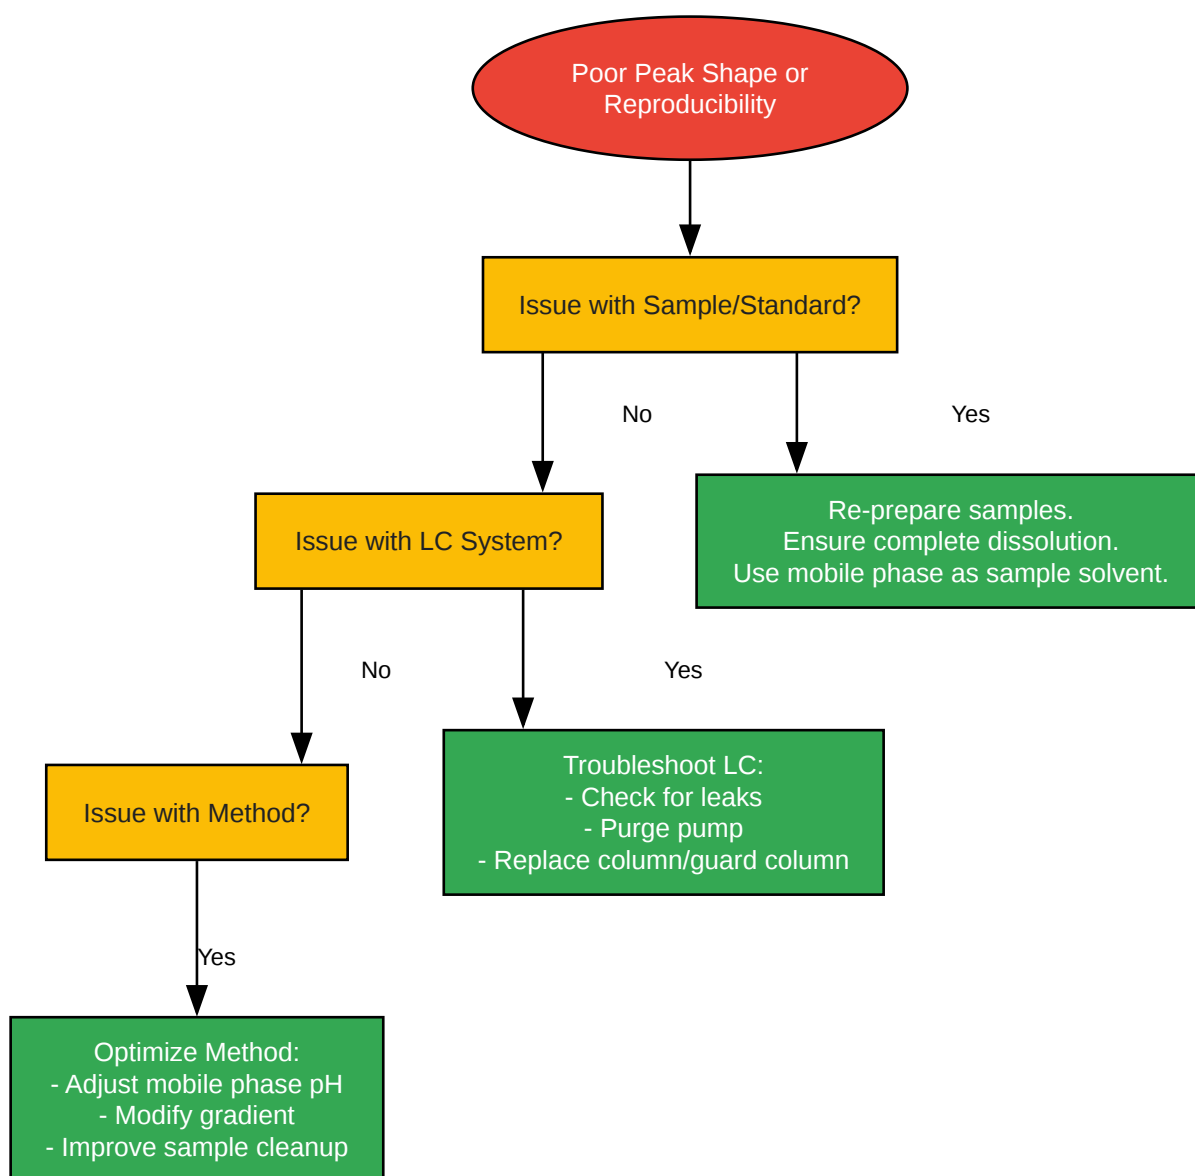 Poor Peak Shape or
Reproducibility
Issue with Sample/Standard?
No
Yes
Re-prepare samples.
Ensure complete dissolution.
Use mobile phase as sample solvent.
Issue with LC System?
No
Yes
Troubleshoot LC:
- Check for leaks
- Purge pump
- Replace column/guard column
Issue with Method?
Yes
Optimize Method:
- Adjust mobile phase pH
- Modify gradient
- Improve sample cleanup